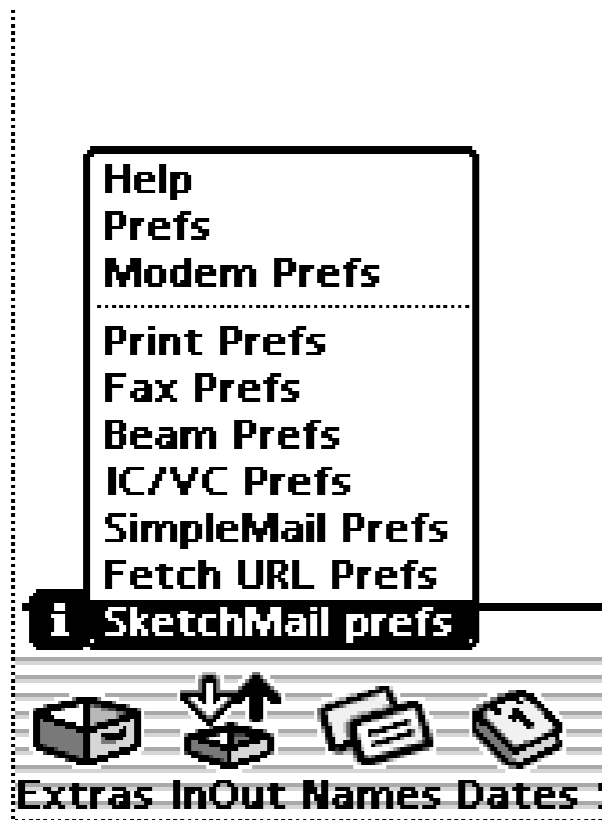 Help
Prefs
Modem Prefs
Print Prefs
Fax Prefs
Beam Prefs
IC/VC Prefs
SimpleMail Prefs
Fetch URL Prefs
i SketchMail prefs
1
Extras InOut Names Dates